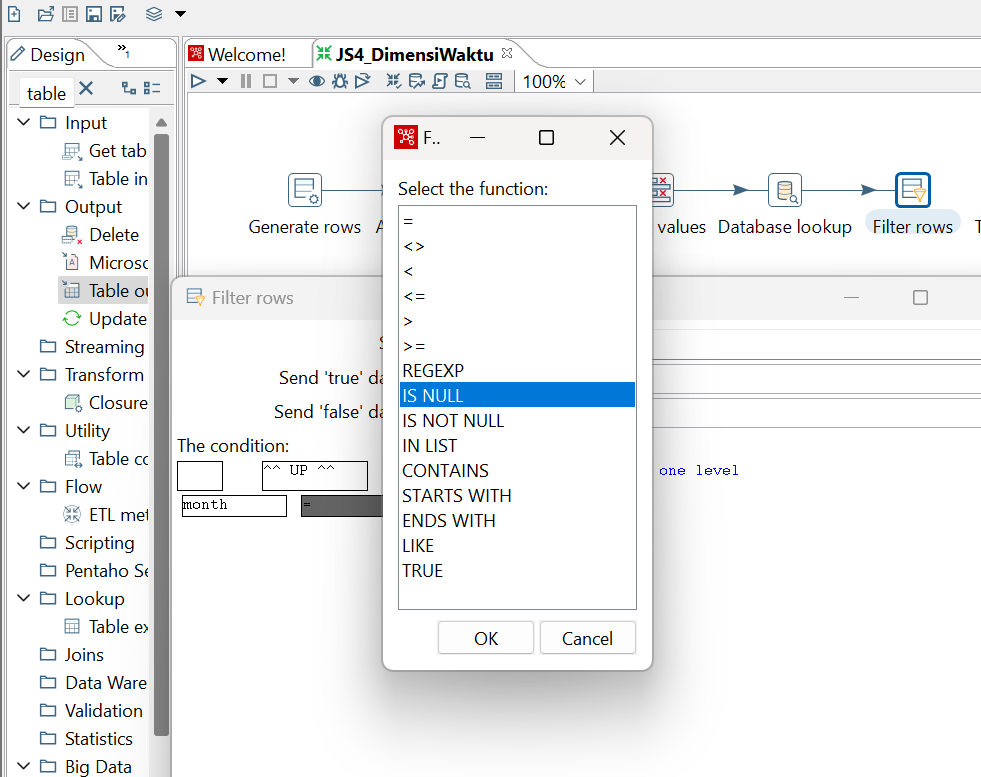 Design
»1
Welcome!
JS4_DimensiWaktu
100%
table
Input
Get tab
Table in
Output
Delete
Microsc
Table ou
Update
Streaming
Transform
Closure
Utility
Table co
Flow
ETL met
Scripting
Pentaho Se
Lookup
Table ex
Joins
Data Ware
Validation
Statistics
Big Data
Generate rows
values
Database lookup
Filter rows
Filter rows
Send 'true' da
Send 'false' da
The condition:
^^ UP ^^
one level
month
=
F..
Select the function:
=
<>
<
<=
>
>=
REGEXP
IS NULL
IS NOT NULL
IN LIST
CONTAINS
STARTS WITH
ENDS WITH
LIKE
TRUE
OK
Cancel